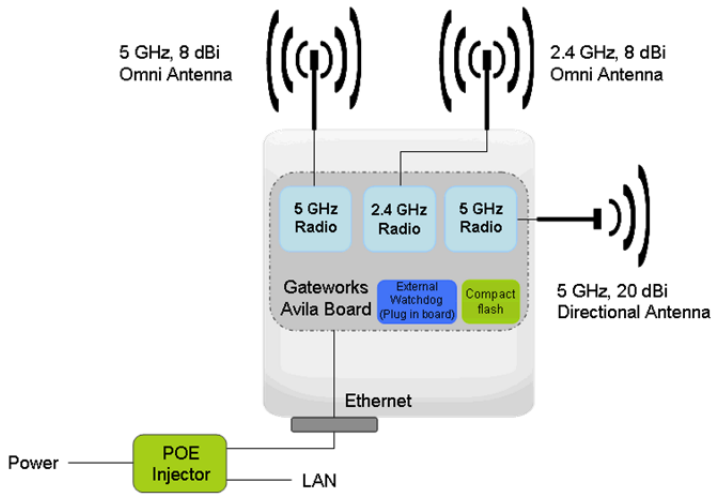 5 GHz, 8 dBi
Omni Antenna
2.4 GHz, 8 dBi
Omni Antenna
5 GHz
Radio
2.4 GHz
Radio
5 GHz
Radio
5 GHz, 20 dBi
Directional Antenna
Gateworks
Avila Board
External
Watchdog
(Plug in board)
Compact
flash
Ethernet
POE
Injector
Power
LAN